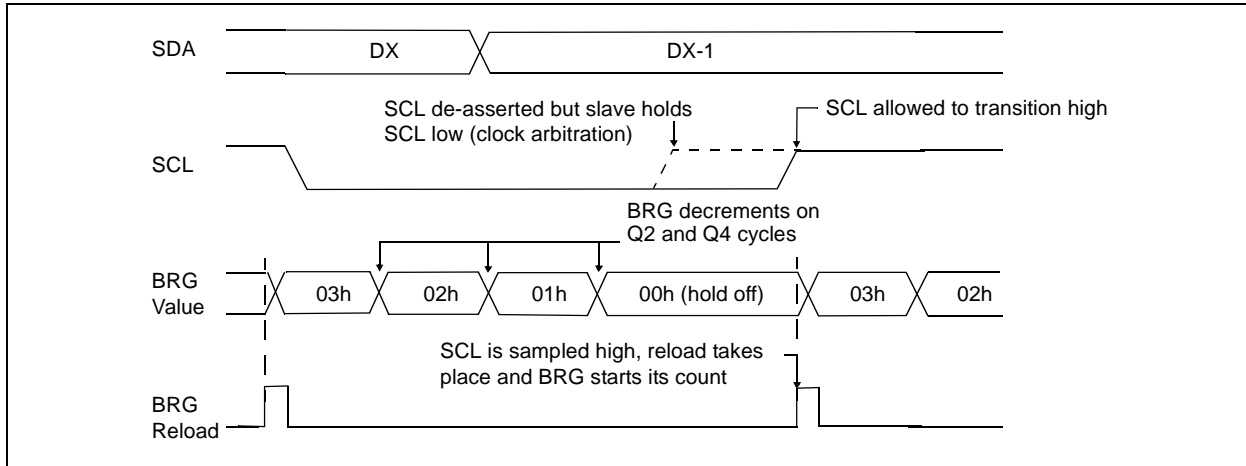 SDA
DX
DX-1
SCL de-asserted but slave holds
SCL low (clock arbitration)
SCL allowed to transition high
SCL
BRG decrements on
Q2 and Q4 cycles
BRG
Value
03h
02h
01h
00h (hold off)
03h
02h
SCL is sampled high, reload takes
place and BRG starts its count
BRG
Reload